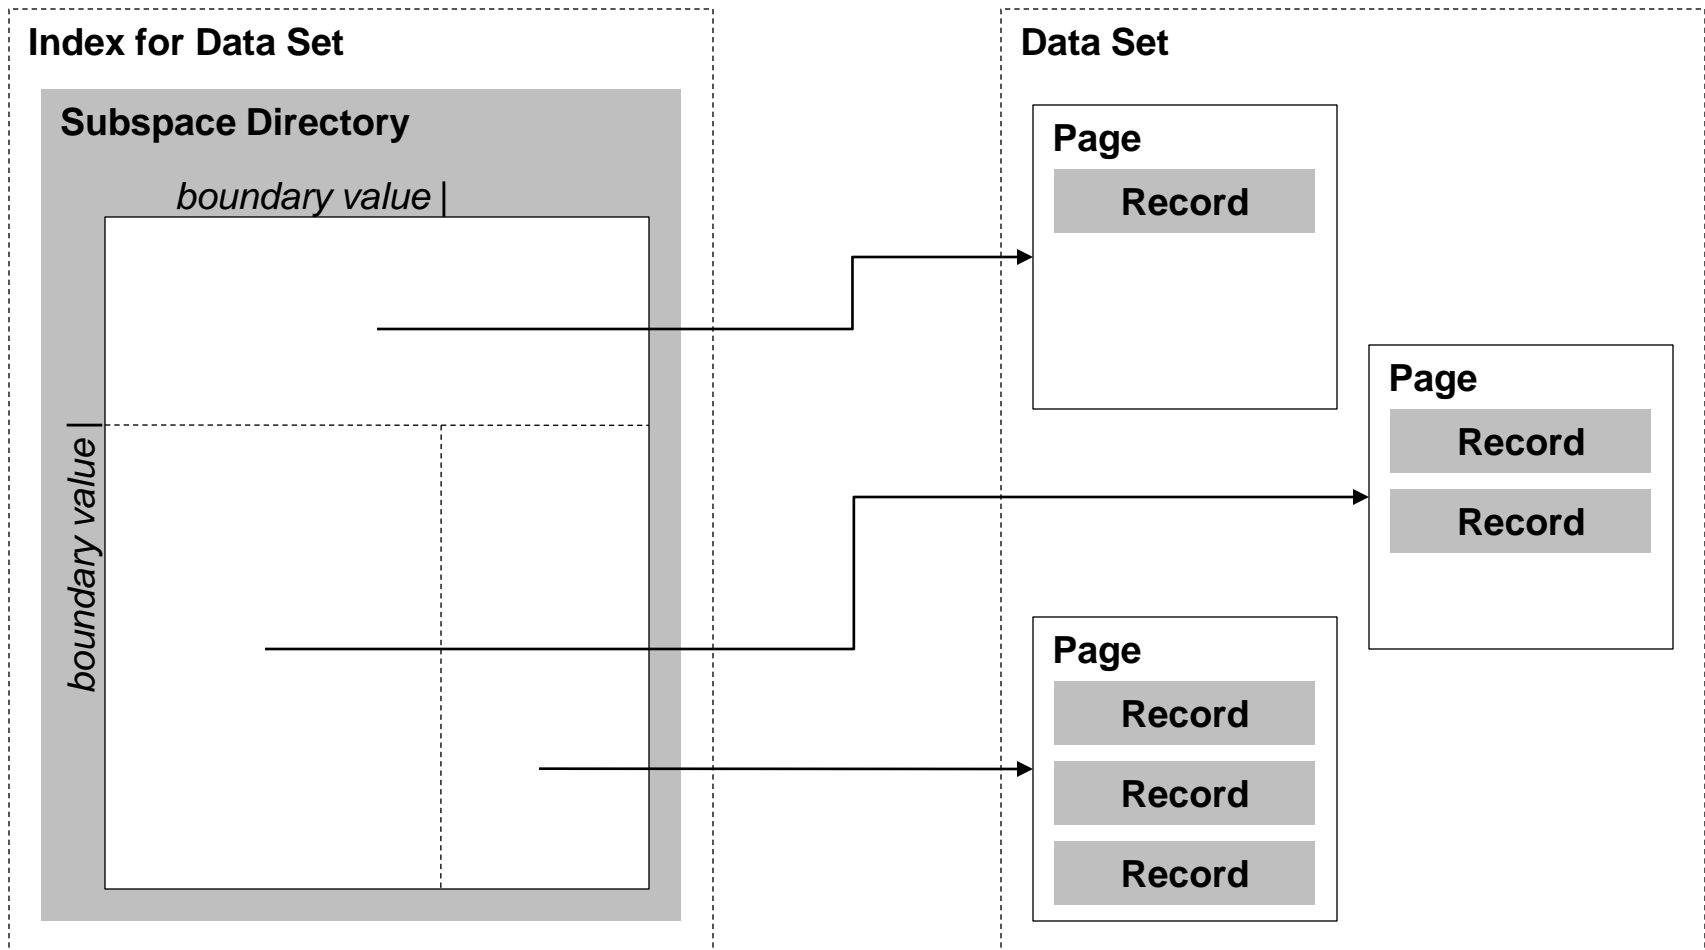 Index for Data Set
Subspace Directory
boundary value
boundary value
Data Set
Page
Record
Page
Record
Record
Page
Record
Record
Record